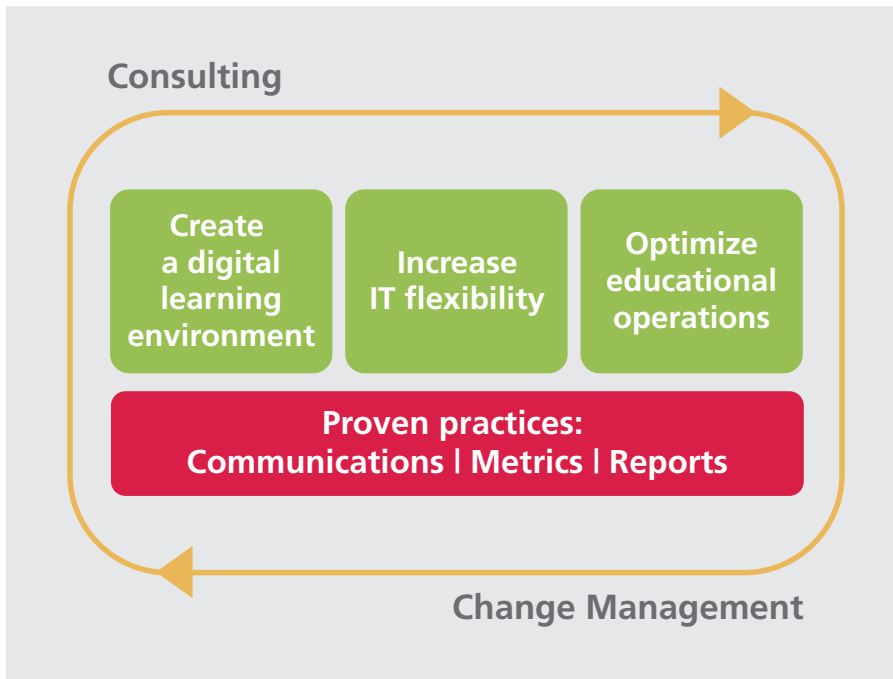 Consulting
Create
a digital
learning
environment
Increase
IT flexibility
Optimize
educational
operations
Proven practices:
Communications | Metrics | Reports
Change Management